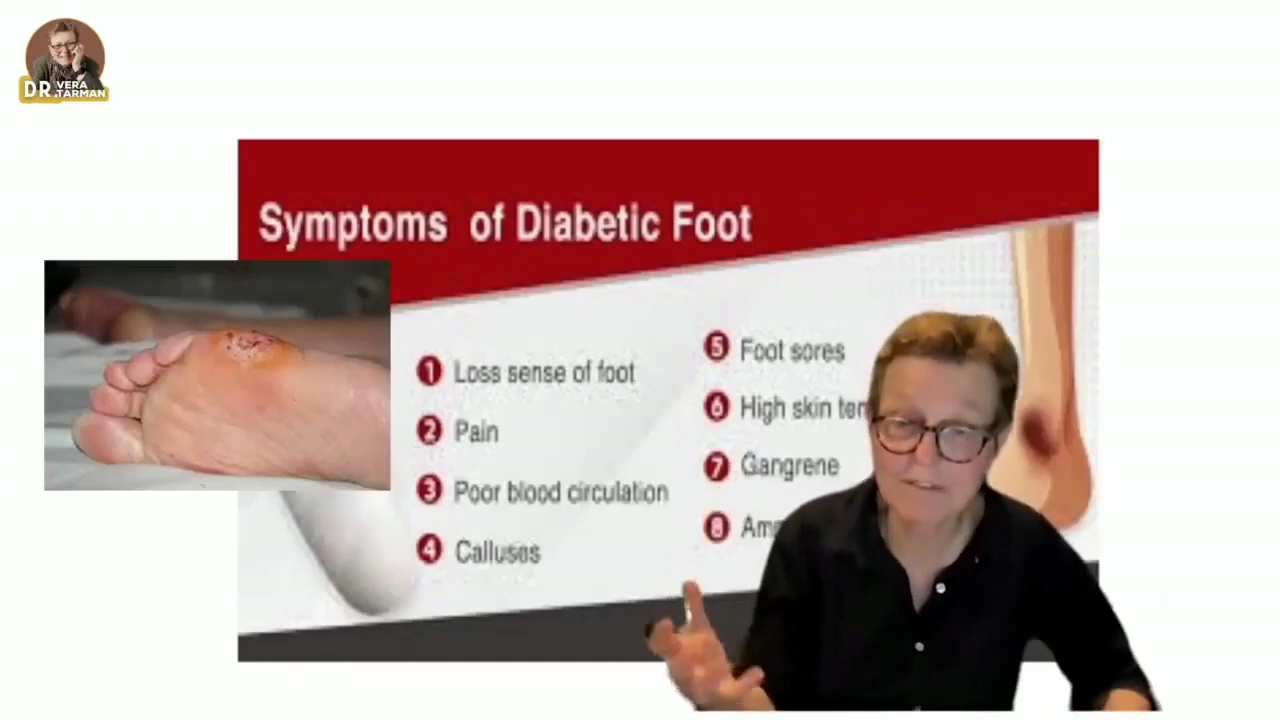 DR. VERA
TARMAN
Symptoms of Diabetic Foot
1 Loss sense of foot
2 Pain
3 Poor blood circulation
4 Calluses
5 Foot sores
6 High skin
7 Gangrene
8